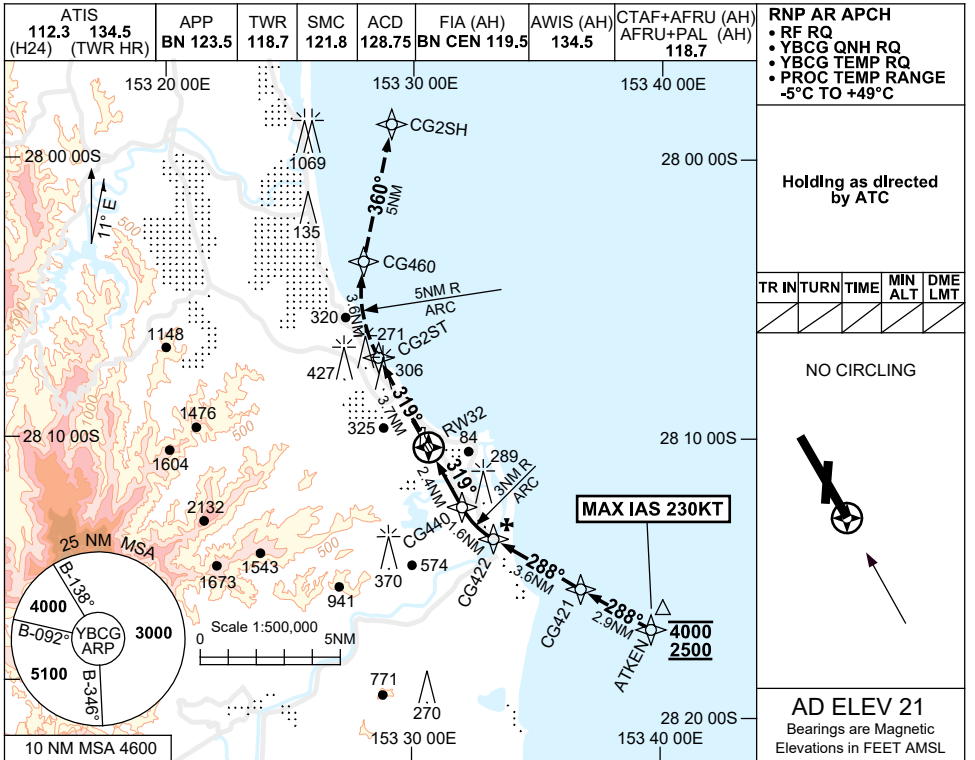 ATIS
112.3 134.5
(H24) (TWR HR)
APP
BN 123.5
TWR
118.7
SMC
121.8
ACD
128.75
FIA (AH)
BN CEN 119.5
AWIS (AH)
134.5
CTAF+AFRU (AH)
AFRU+PAL (AH)
118.7
RNP AR APCH
• RF RQ
• YBCG QNH RQ
• YBCG TEMP RQ
• PROC TEMP RANGE
-5°C TO +49°C
Holding as directed
by ATC
TR IN
TURN
TIME
MIN
ALT
DME
LMT
NO CIRCLING
AD ELEV 21
Bearings are Magnetic
Elevations in FEET AMSL
153 20 00E
153 30 00E
153 40 00E
28 00 00S
28 00 00S
CG2SH
1069
11° E
500
360°
5NM
135
CG460
5NM R
ARC
3.6NM
320
271
CG2ST
1148
427
306
1000
319°
3.7NM
1476
500
325
RW32
28 10 00S
84
28 10 00S
1604
289
319°
2.4NM
3NM R
ARC
MAX IAS 230KT
2132
CG440
1.6NM
500
25 NM MSA
1543
370
574
CG422
288°
3.6NM
1673
941
CG421
288°
2.9NM
ATKEN
4000
2500
B-138°
4000
3000
B-092°
YBCG
ARP
5100
B-346°
Scale 1:500,000
0
5NM
771
270
28 20 00S
10 NM MSA 4600
153 30 00E
153 40 00E